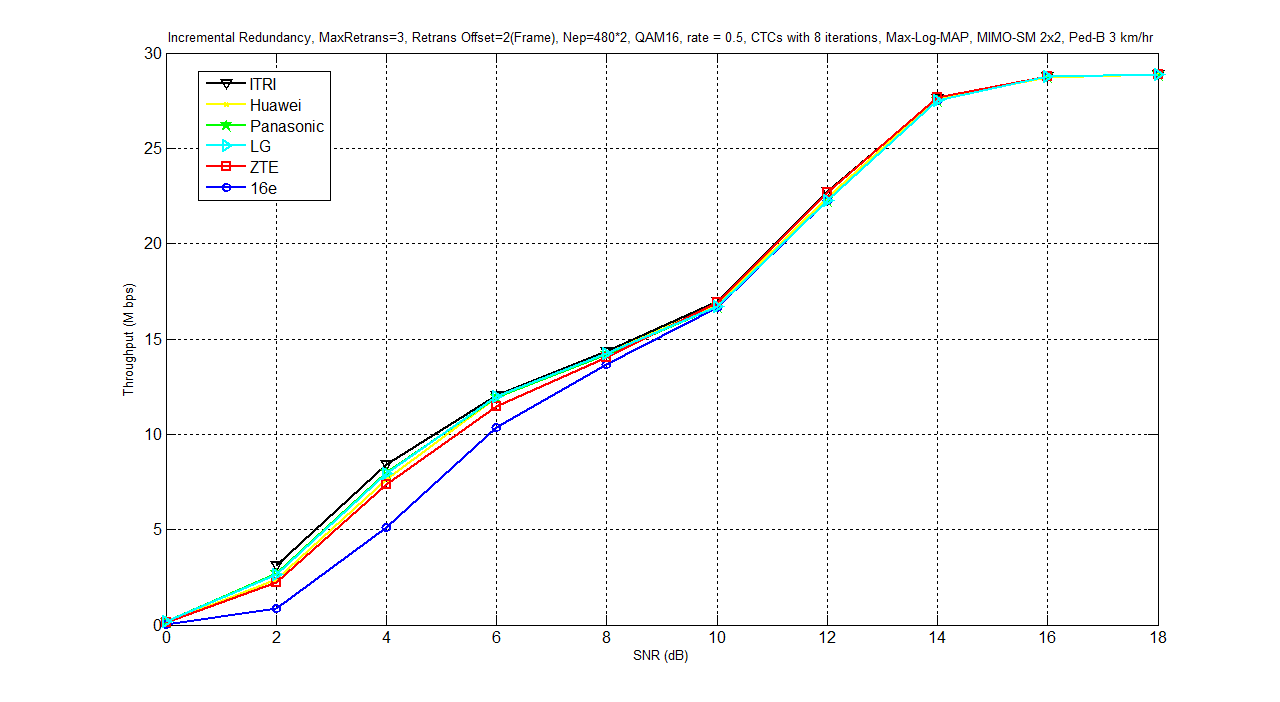 Incremental Redundancy, MaxRetrans=3, Retrans Offset=2(Frame), Nep=480*2, QAM16, rate = 0.5, CTCs with 8 iterations, Max-Log-MAP, MIMO-SM 2x2, Ped-B 3 km/hr
ITRI
Huawei
Panasonic
LG
ZTE
16e
30
25
20
15
10
5
0
Throughput (M bps)
0 2 4 6 8 10 12 14 16 18
SNR (dB)